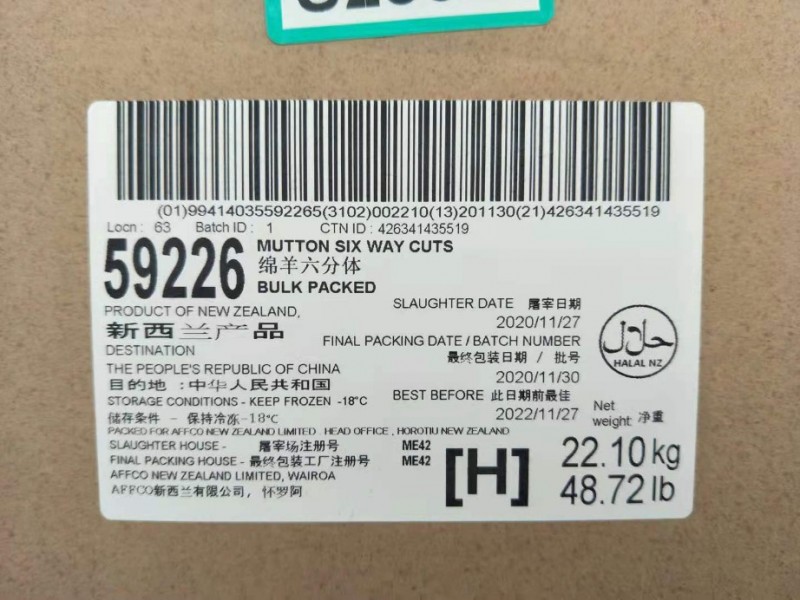 (01)99414035592265(3102)002210(13)201130(21)426341435519
Locn : 63 Batch ID : 1 CTN ID : 426341435519
59226 MUTTON SIX WAY CUTS
绵羊六分体
BULK PACKED
PRODUCT OF NEW ZEALAND,
新西兰产品
DESTINATION
THE PEOPLE'S REPUBLIC OF CHINA
目的地 :中华人民共和国
STORAGE CONDITIONS - KEEP FROZEN -18°C
储存条件 - 保持冷冻-18°C
SLAUGHTER DATE 屠宰日期
2020/11/27
FINAL PACKING DATE / BATCH NUMBER
最终包装日期 / 批号
2020/11/30
BEST BEFORE 此日期前最佳
2022/11/27
حلال
HALAL NZ
PACKED FOR AFFCO NEW ZEALAND LIMITED, HEAD OFFICE, HOROTIU NEW ZEALAND
SLAUGHTER HOUSE - 屠宰场注册号 ME42
FINAL PACKING HOUSE - 最终包装工厂注册号 ME42
AFFCO NEW ZEALAND LIMITED, WAIROA
AFFCO新西兰有限公司，怀罗阿
[H]
Net
weight 净重
22.10kg
48.72lb